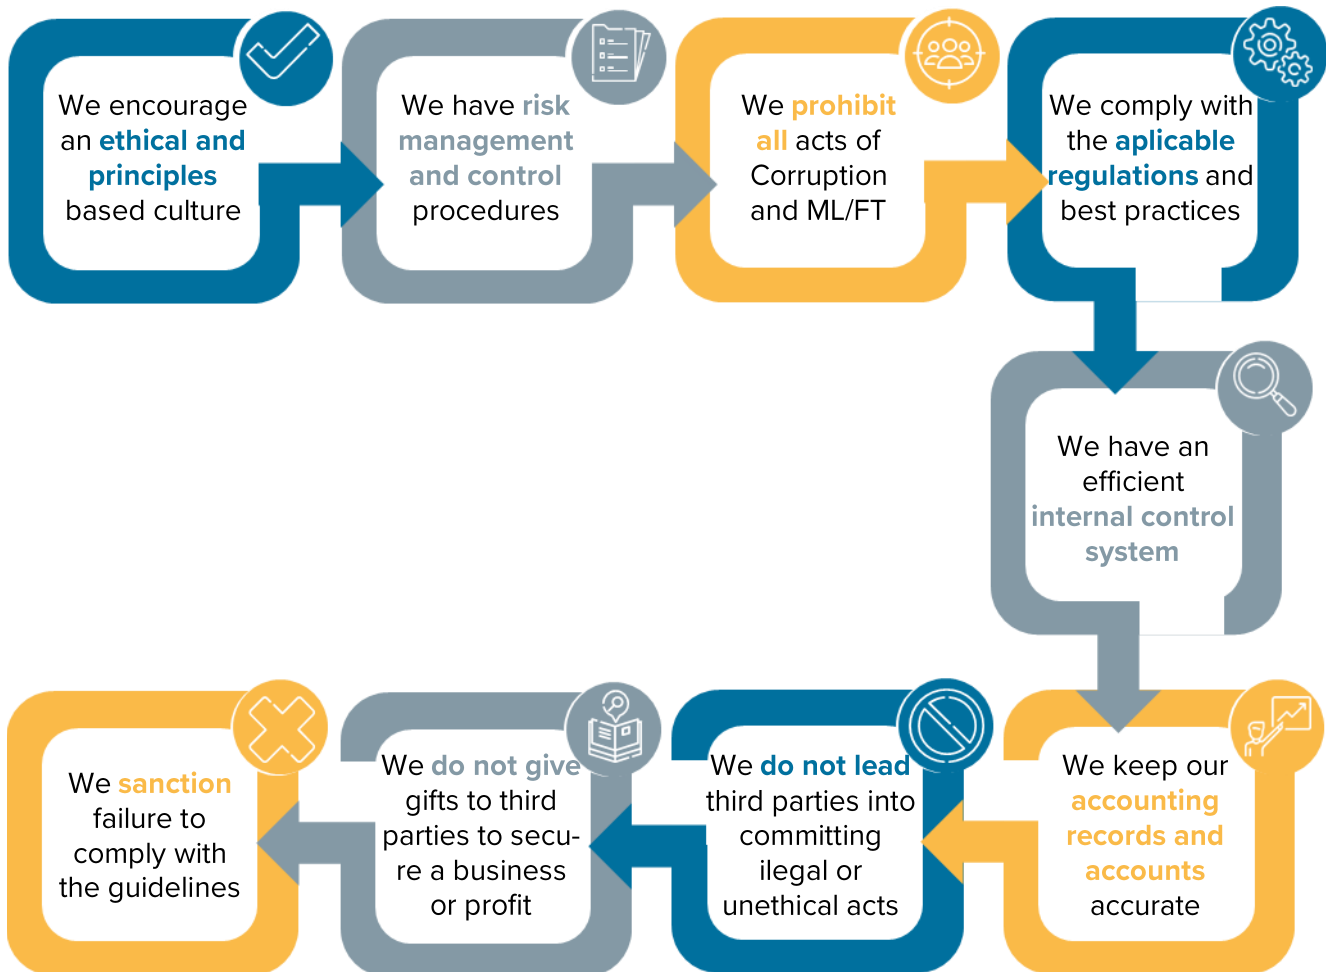 We encourage
an ethical and
principles
based culture
We have risk
management
and control
procedures
We prohibit
all acts of
Corruption
and ML/FT
We comply with
the aplicable
regulations and
best practices
We have an
efficient
internal control
system
We keep our
accounting
records and
accounts
accurate
We do not lead
third parties into
committing
ilegal or
unethical acts
We do not give
gifts to third
parties to secu-
re a business
or profit
We sanction
failure to
comply with
the guidelines